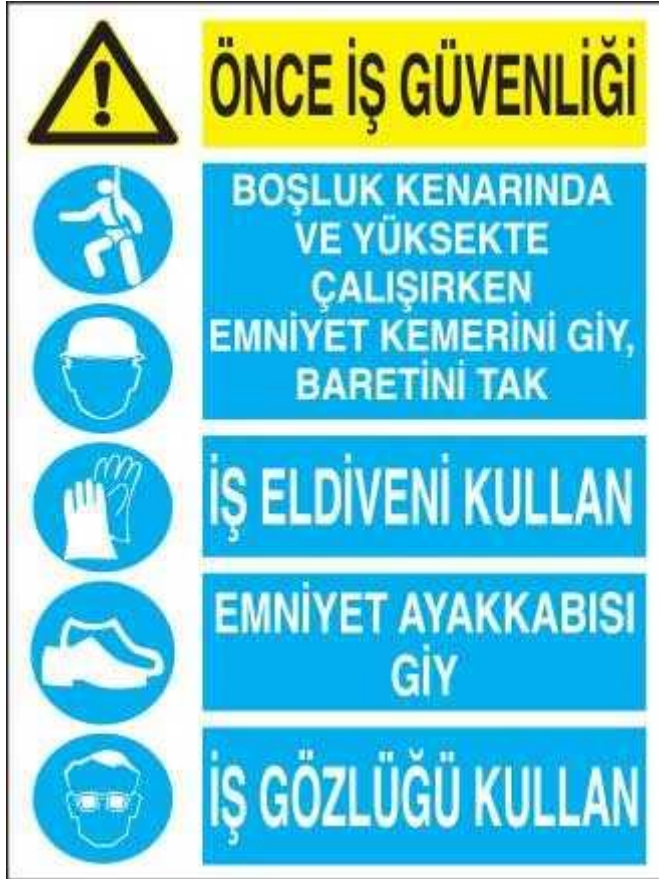 ÖNCE İŞ GÜVENLİĞİ
BOŞLUK KENARINDA
VE YÜKSEKTE
ÇALIŞIRKEN
EMNİYET KEMERİNİ GİY,
BARETİNİ TAK
İŞ ELDİVENİ KULLAN
EMNİYET AYAKKABISI
GİY
İŞ GÖZLÜĞÜ KULLAN